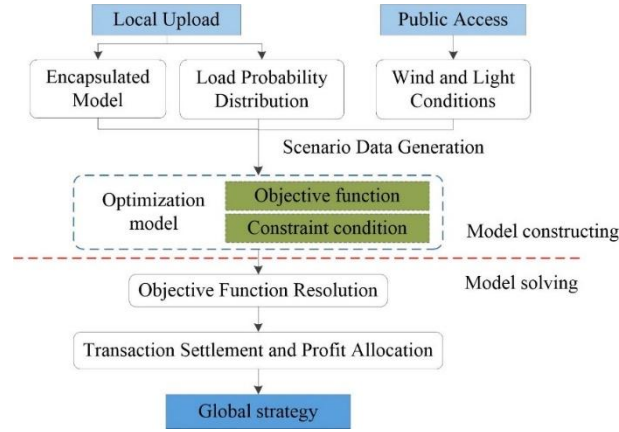 Local Upload
Public Access
Encapsulated
Model
Load Probability
Distribution
Wind and Light
Conditions
Scenario Data Generation
Optimization
model
Objective function
Constraint condition
Model constructing
Model solving
Objective Function Resolution
Transaction Settlement and Profit Allocation
Global strategy